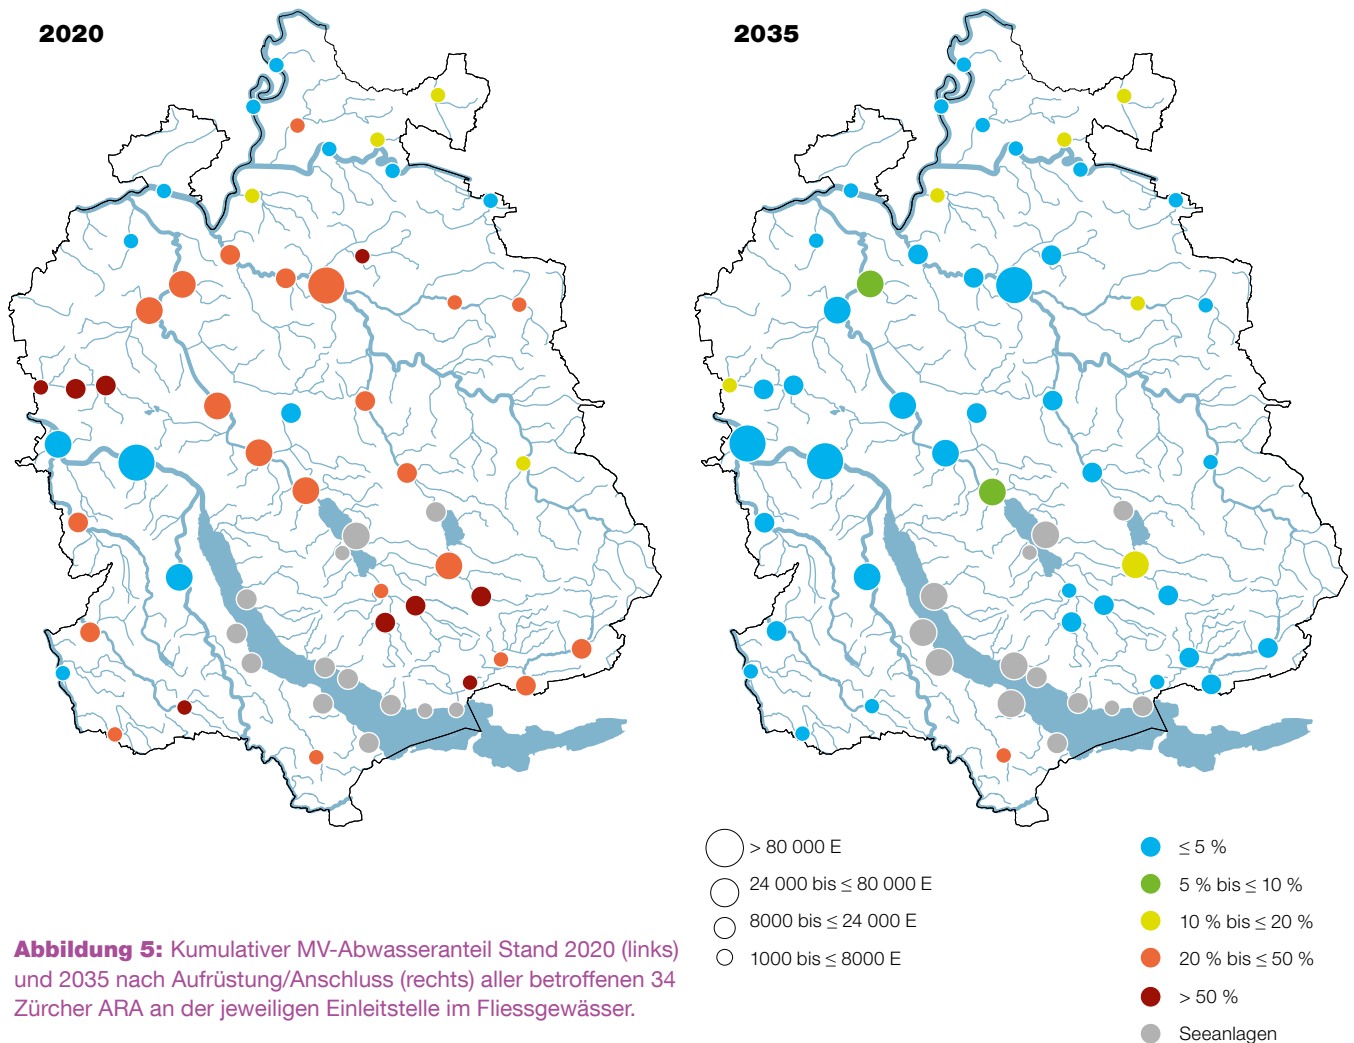 2020
2035
> 80 000 E
24 000 bis ≤ 80 000 E
8000 bis ≤ 24 000 E
1000 bis ≤ 8000 E
≤ 5 %
5 % bis ≤ 10 %
10 % bis ≤ 20 %
20 % bis ≤ 50 %
> 50 %
Seeanlagen
Abbildung 5: Kumulativer MV-Abwasseranteil Stand 2020 (links)
und 2035 nach Aufrüstung/Anschluss (rechts) aller betroffenen 34
Zürcher ARA an der jeweiligen Einleitstelle im Fliessgewässer.